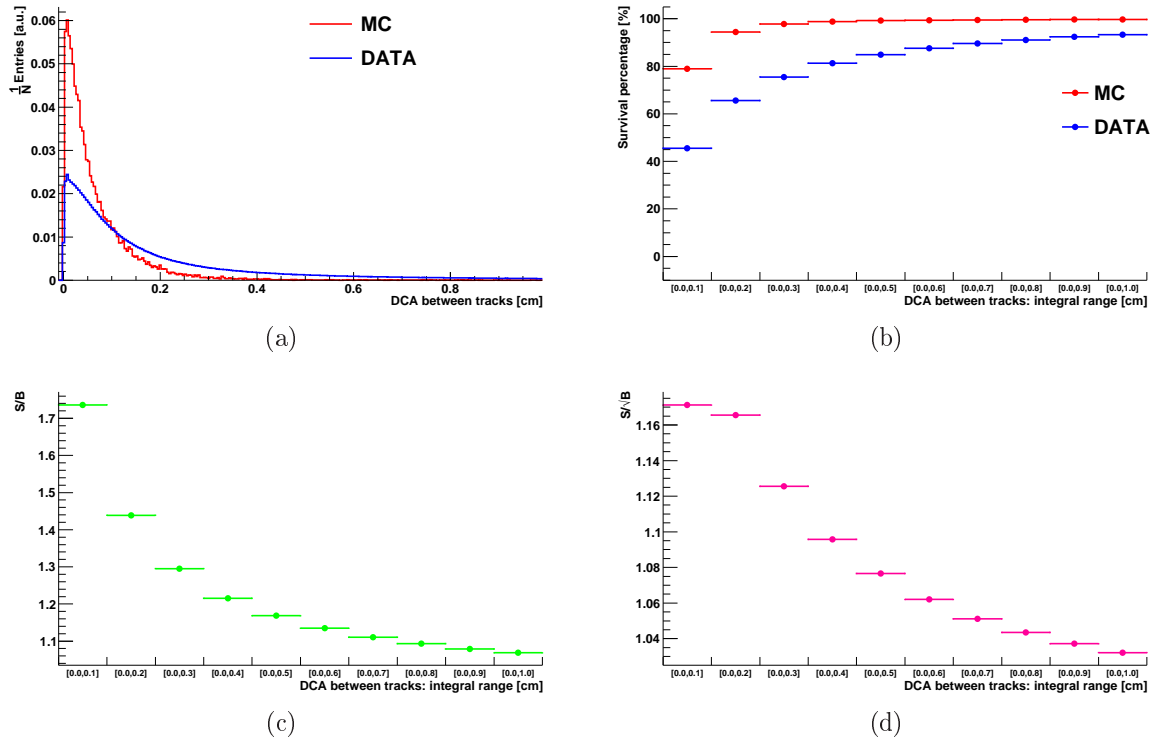 1/N Entries [a.u.]
0.06
0.05
0.04
0.03
0.02
0.01
0
MC
DATA
0 0.2 0.4 0.6 0.8
DCA between tracks [cm]
(a)
Survival percentage [%]
100
80
60
40
20
0
MC
DATA
[0.0,0.1] [0.0,0.2] [0.0,0.3] [0.0,0.4] [0.0,0.5] [0.0,0.6] [0.0,0.7] [0.0,0.8] [0.0,0.9] [0.0,1.0]
DCA between tracks: integral range [cm]
(b)
S/B
1.7
1.6
1.5
1.4
1.3
1.2
1.1
[0.0,0.1] [0.0,0.2] [0.0,0.3] [0.0,0.4] [0.0,0.5] [0.0,0.6] [0.0,0.7] [0.0,0.8] [0.0,0.9] [0.0,1.0]
DCA between tracks: integral range [cm]
(c)
S/√B
1.16
1.14
1.12
1.1
1.08
1.06
1.04
[0.0,0.1] [0.0,0.2] [0.0,0.3] [0.0,0.4] [0.0,0.5] [0.0,0.6] [0.0,0.7] [0.0,0.8] [0.0,0.9] [0.0,1.0]
DCA between tracks: integral range [cm]
(d)